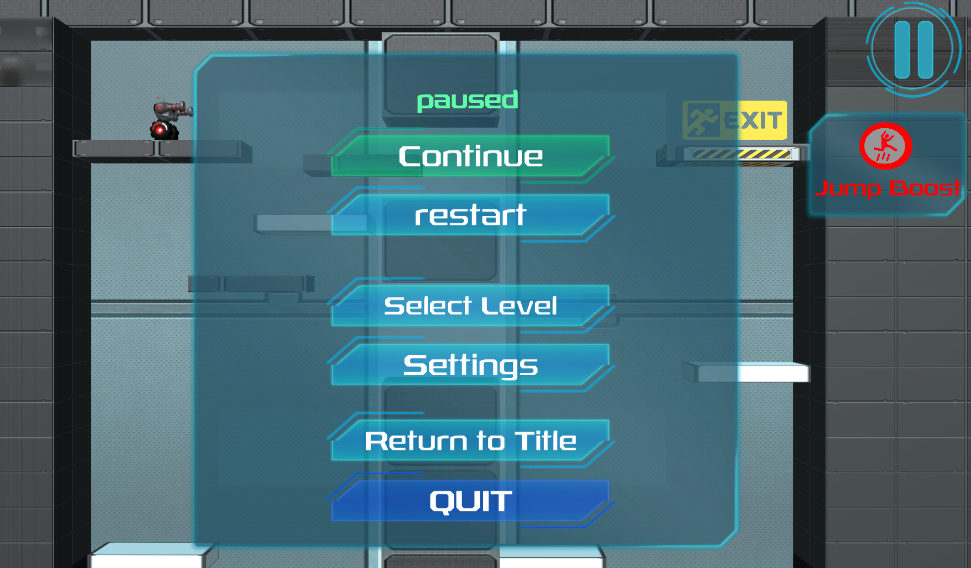 paused
Continue
restart
Select Level
Settings
Return to Title
QUIT
EXIT
Jump Boost